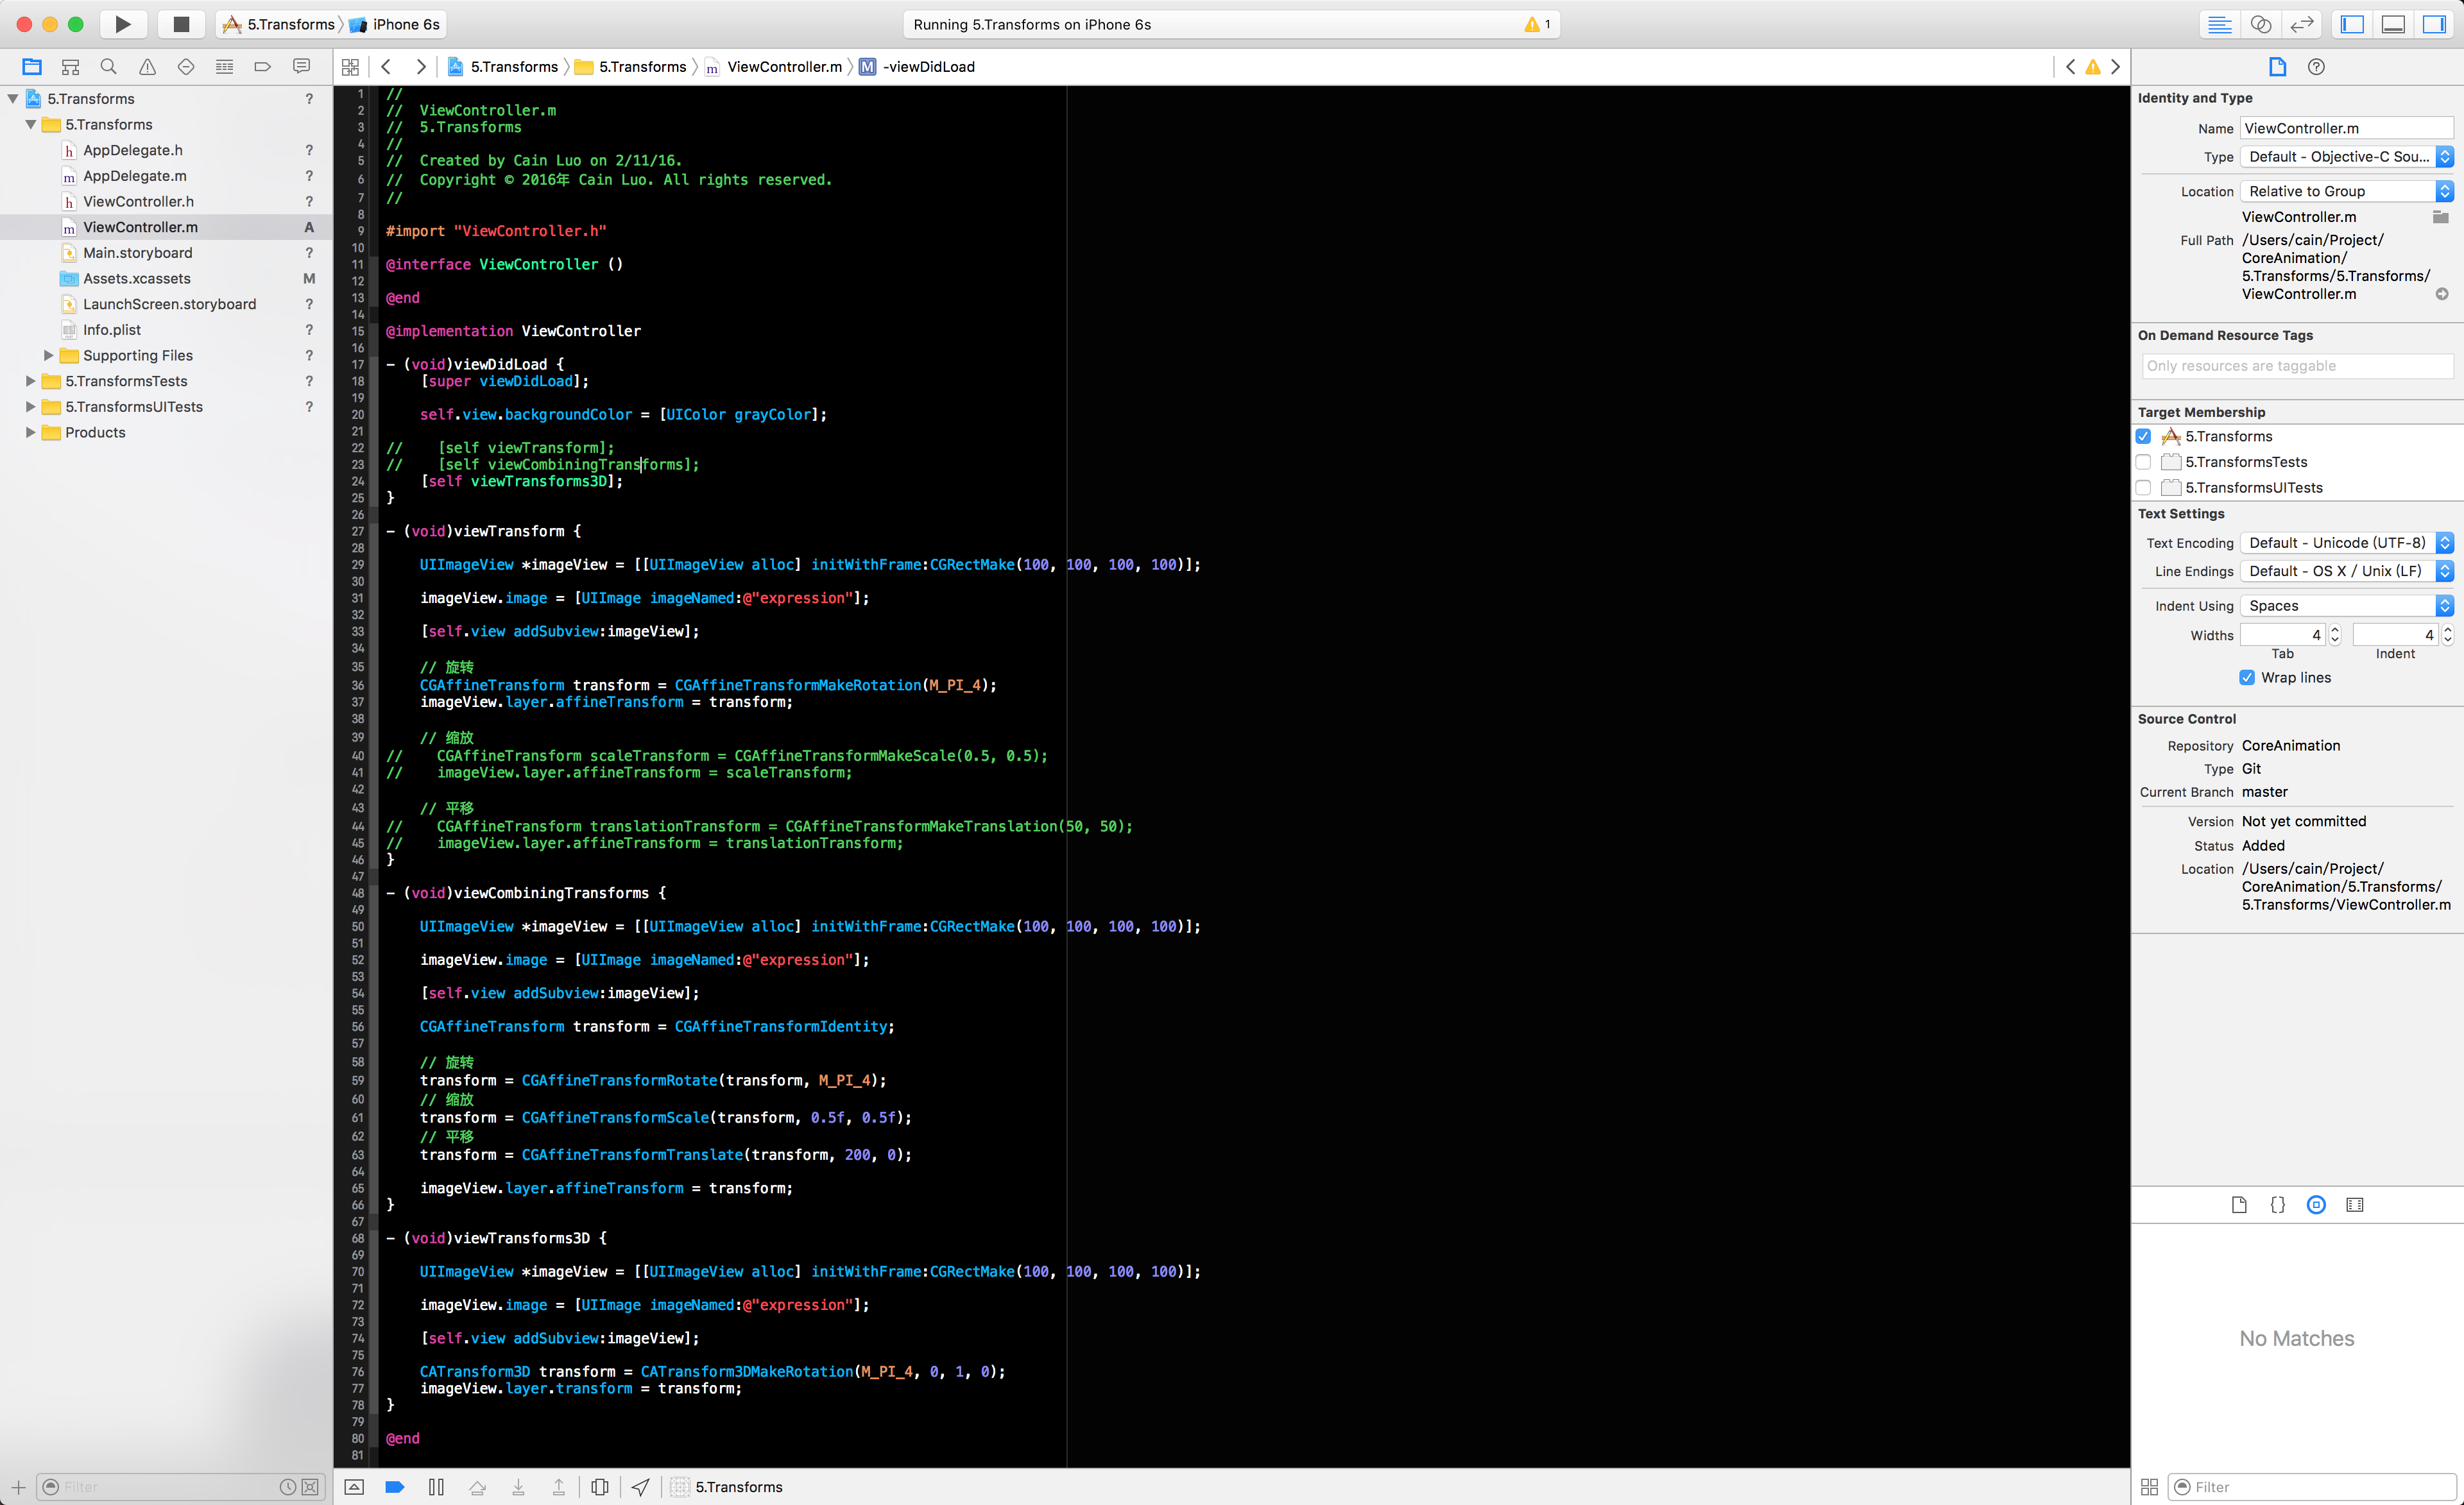 5.Transforms
iPhone 6s
Running 5.Transforms on iPhone 6s
1
5.Transforms
5.Transforms
ViewController.m
M -viewDidLoad
5.Transforms ?
5.Transforms
h AppDelegate.h ?
m AppDelegate.m ?
h ViewController.h ?
m ViewController.m A
Main.storyboard ?
Assets.xcassets M
LaunchScreen.storyboard ?
Info.plist ?
Supporting Files ?
5.TransformsTests ?
5.TransformsUITests ?
Products
Filter
1 //
2 //  ViewController.m
3 //  5.Transforms
4 //
5 //  Created by Cain Luo on 2/11/16.
6 //  Copyright © 2016年 Cain Luo. All rights reserved.
7 //
8
9 #import "ViewController.h"
10
11 @interface ViewController ()
12
13 @end
14
15 @implementation ViewController
16
17 - (void)viewDidLoad {
18     [super viewDidLoad];
19
20     self.view.backgroundColor = [UIColor grayColor];
21
22 //    [self viewTransform];
23 //    [self viewCombiningTransforms];
24     [self viewTransforms3D];
25 }
26
27 - (void)viewTransform {
28
29     UIImageView *imageView = [[UIImageView alloc] initWithFrame:CGRectMake(100, 100, 100, 100)];
30
31     imageView.image = [UIImage imageNamed:@"expression"];
32
33     [self.view addSubview:imageView];
34
35     // 旋转
36     CGAffineTransform transform = CGAffineTransformMakeRotation(M_PI_4);
37     imageView.layer.affineTransform = transform;
38
39     // 缩放
40 //    CGAffineTransform scaleTransform = CGAffineTransformMakeScale(0.5, 0.5);
41 //    imageView.layer.affineTransform = scaleTransform;
42
43     // 平移
44 //    CGAffineTransform translationTransform = CGAffineTransformMakeTranslation(50, 50);
45 //    imageView.layer.affineTransform = translationTransform;
46 }
47
48 - (void)viewCombiningTransforms {
49
50     UIImageView *imageView = [[UIImageView alloc] initWithFrame:CGRectMake(100, 100, 100, 100)];
51
52     imageView.image = [UIImage imageNamed:@"expression"];
53
54     [self.view addSubview:imageView];
55
56     CGAffineTransform transform = CGAffineTransformIdentity;
57
58     // 旋转
59     transform = CGAffineTransformRotate(transform, M_PI_4);
60     // 缩放
61     transform = CGAffineTransformScale(transform, 0.5f, 0.5f);
62     // 平移
63     transform = CGAffineTransformTranslate(transform, 200, 0);
64
65     imageView.layer.affineTransform = transform;
66 }
67
68 - (void)viewTransforms3D {
69
70     UIImageView *imageView = [[UIImageView alloc] initWithFrame:CGRectMake(100, 100, 100, 100)];
71
72     imageView.image = [UIImage imageNamed:@"expression"];
73
74     [self.view addSubview:imageView];
75
76     CATransform3D transform = CATransform3DMakeRotation(M_PI_4, 0, 1, 0);
77     imageView.layer.transform = transform;
78 }
79
80 @end
81
5.Transforms
Identity and Type
Name ViewController.m
Type Default - Objective-C Sou...
Location Relative to Group
ViewController.m
Full Path /Users/cain/Project/
CoreAnimation/
5.Transforms/5.Transforms/
ViewController.m
On Demand Resource Tags
Only resources are taggable
Target Membership
5.Transforms
5.TransformsTests
5.TransformsUITests
Text Settings
Text Encoding Default - Unicode (UTF-8)
Line Endings Default - OS X / Unix (LF)
Indent Using Spaces
Widths 4 4
Tab Indent
Wrap lines
Source Control
Repository CoreAnimation
Type Git
Current Branch master
Version Not yet committed
Status Added
Location /Users/cain/Project/
CoreAnimation/5.Transforms/
5.Transforms/ViewController.m
{}
No Matches
Filter